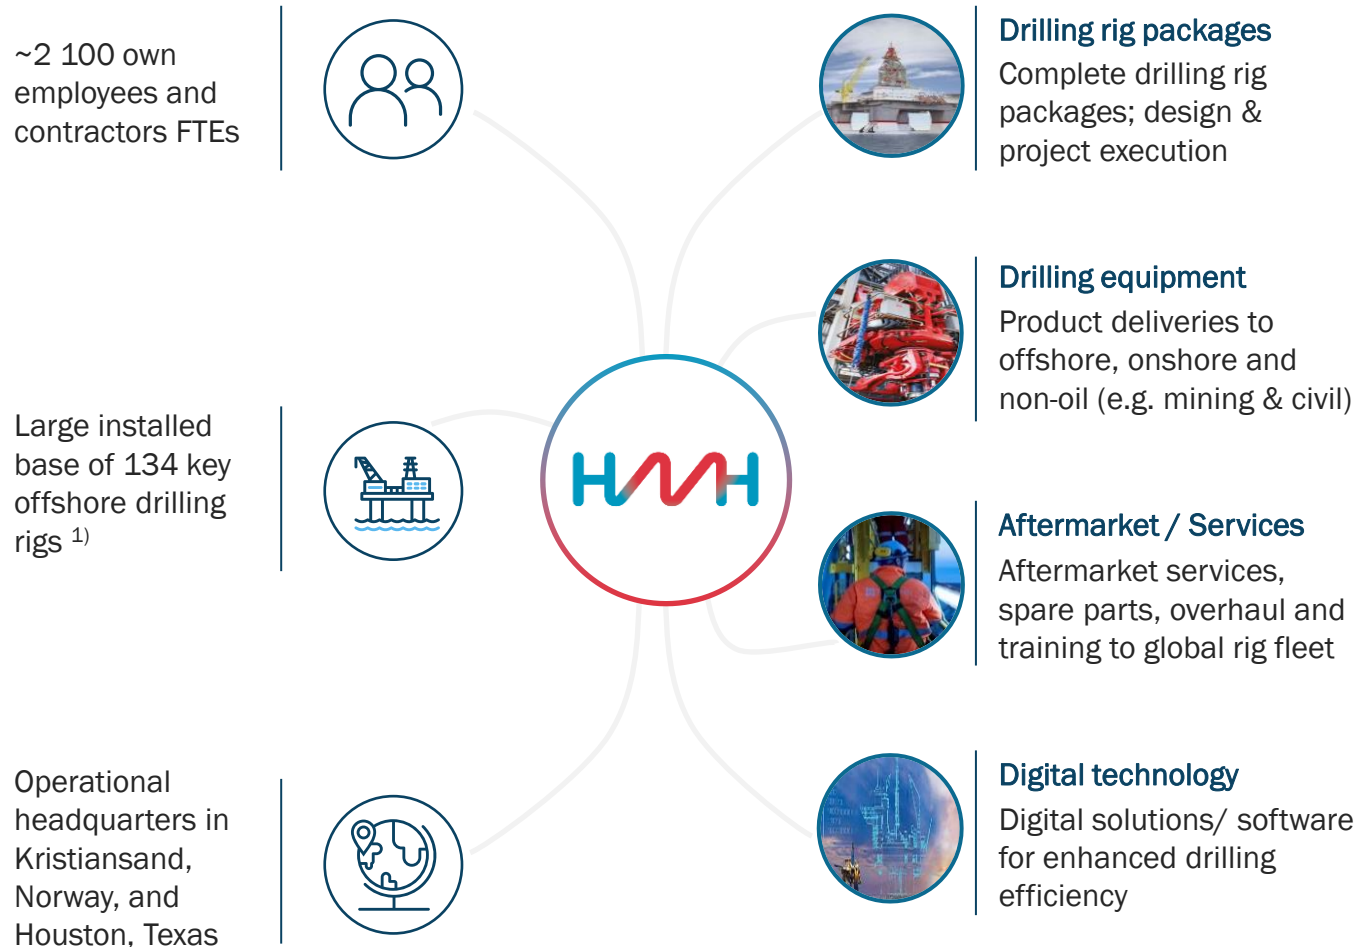 ~2 100 own
employees and
contractors FTEs
Large installed
base of 134 key
offshore drilling
rigs 1)
Operational
headquarters in
Kristiansand,
Norway, and
Houston, Texas
HMH
Drilling rig packages
Complete drilling rig
packages; design &
project execution
Drilling equipment
Product deliveries to
offshore, onshore and
non-oil (e.g. mining & civil)
Aftermarket / Services
Aftermarket services,
spare parts, overhaul and
training to global rig fleet
Digital technology
Digital solutions/ software
for enhanced drilling
efficiency